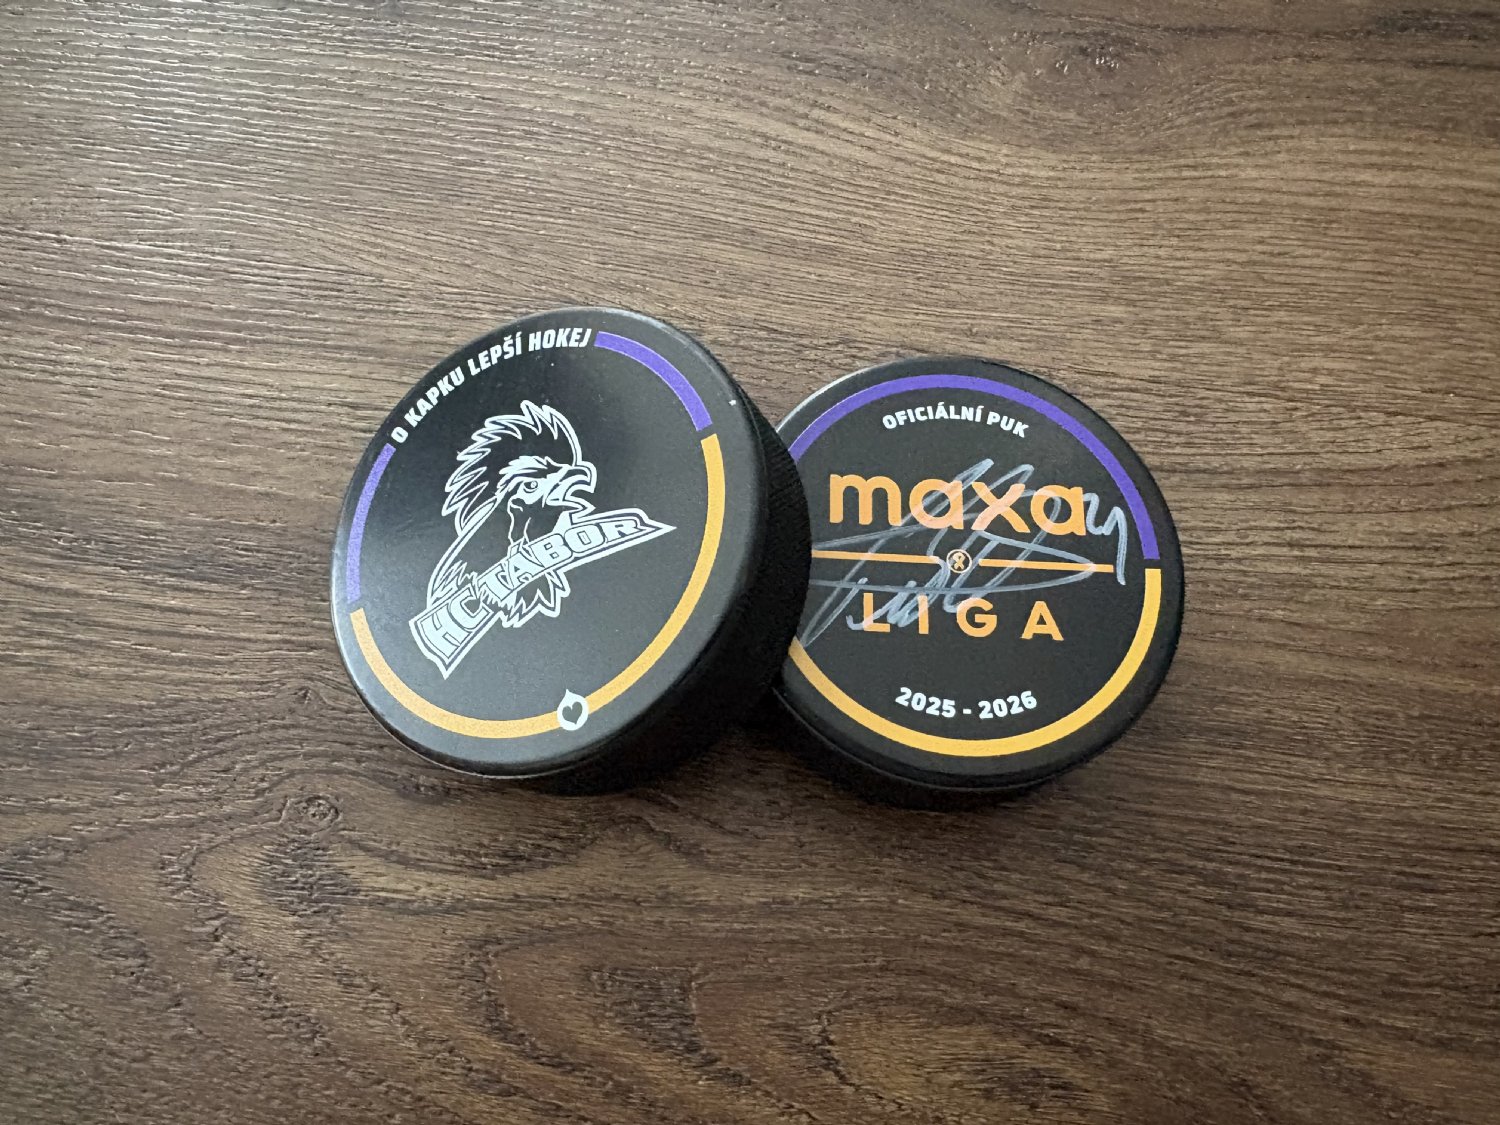 O KAPKU LEPŠÍ HOKEJ
HC TÁBOR
OFICIÁLNÍ PUK
maxa
LIGA
2025 - 2026